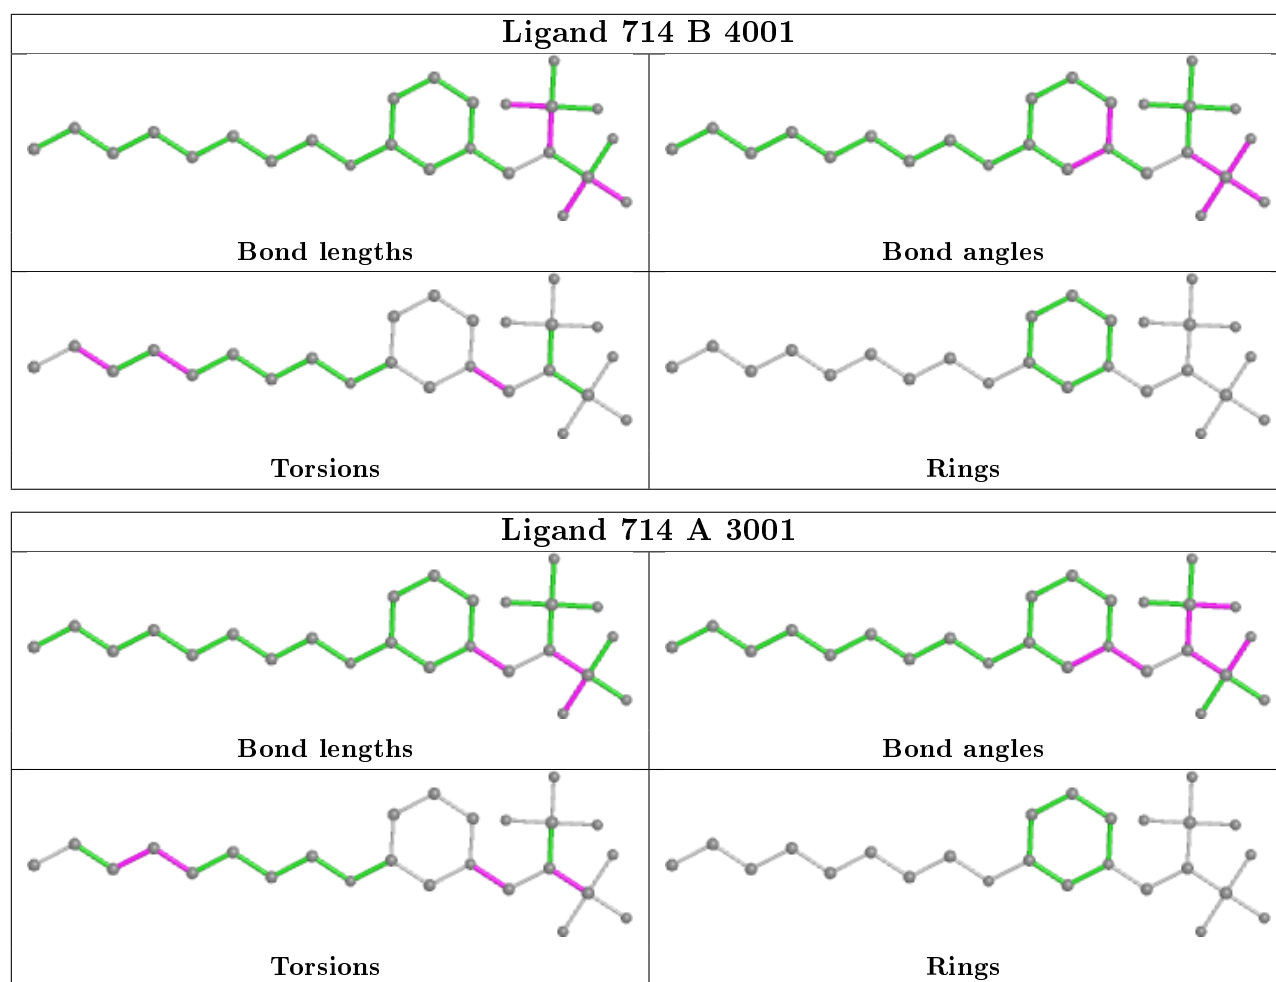 Ligand 714 B 4001
Bond lengths
Bond angles
Torsions
Rings
Ligand 714 A 3001
Bond lengths
Bond angles
Torsions
Rings